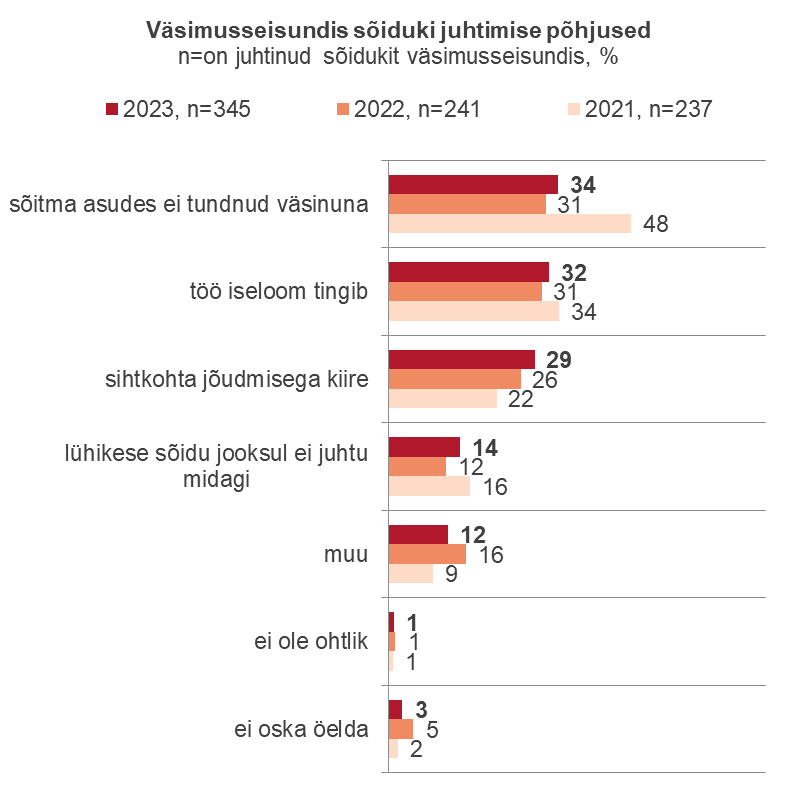 Väsimusseisundis sõiduki juhtimise põhjused
n=on juhtinud  sõidukit väsimusseisundis, %
2023, n=345
2022, n=241
2021, n=237
sõitma asudes ei tundnud väsinuna
34
31
48
töö iseloom tingib
32
31
34
sihtkohta jõudmisega kiire
29
26
22
lühikese sõidu jooksul ei juhtu
midagi
14
12
16
muu
12
16
9
ei ole ohtlik
1
1
1
ei oska öelda
3
5
2